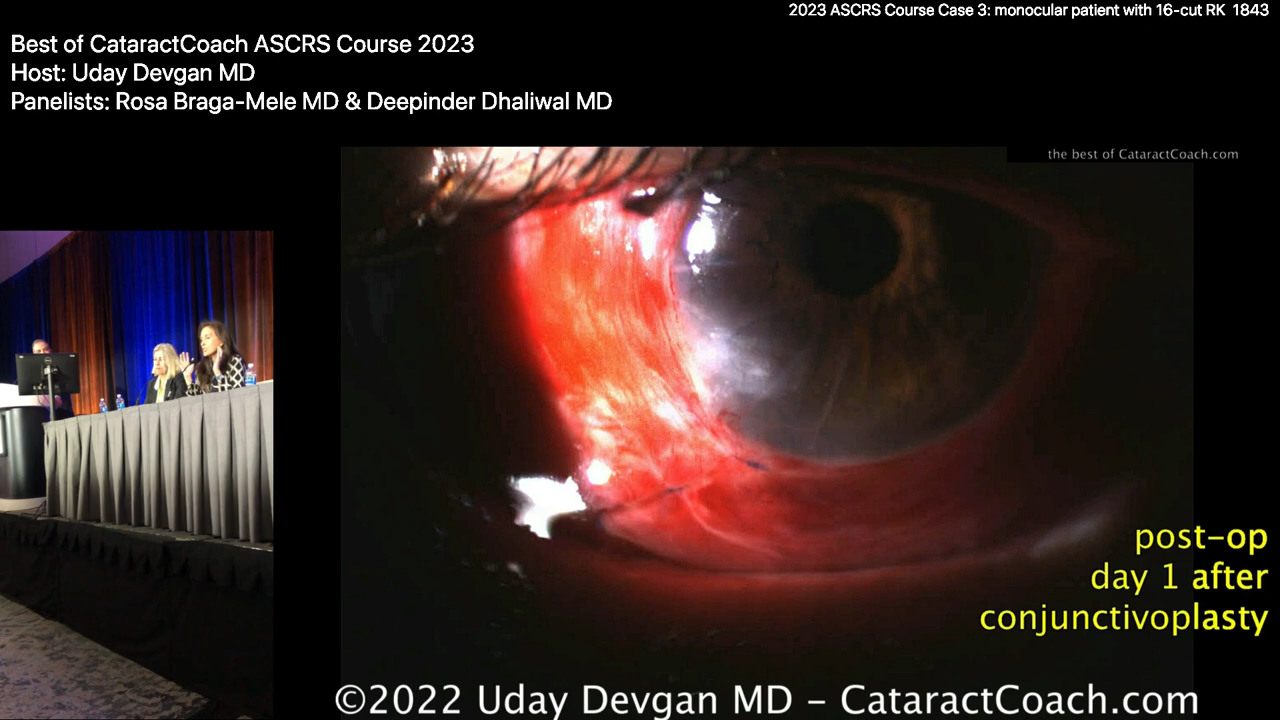 2023 ASCRS Course Case 3: monocular patient with 16-cut RK 1843
Best of CataractCoach ASCRS Course 2023
Host: Uday Devgan MD
Panelists: Rosa Braga-Mele MD & Deepinder Dhaliwal MD
the best of CataractCoach.com
post-op
day 1 after
conjunctivoplasty
©2022 Uday Devgan MD - CataractCoach.com